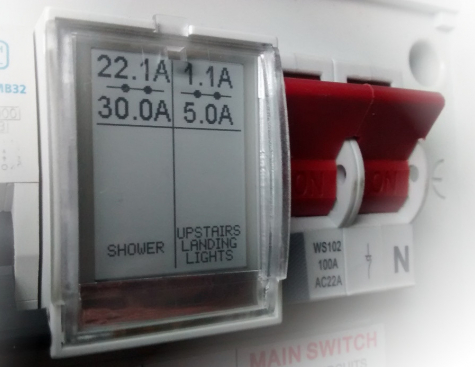 22.1A 1.1A
30.0A 5.0A
SHOWER
UPSTAIRS
LANDING
LIGHTS
MB32
ON ON
WS102
100A
AC22A
N
MAIN SWITCH